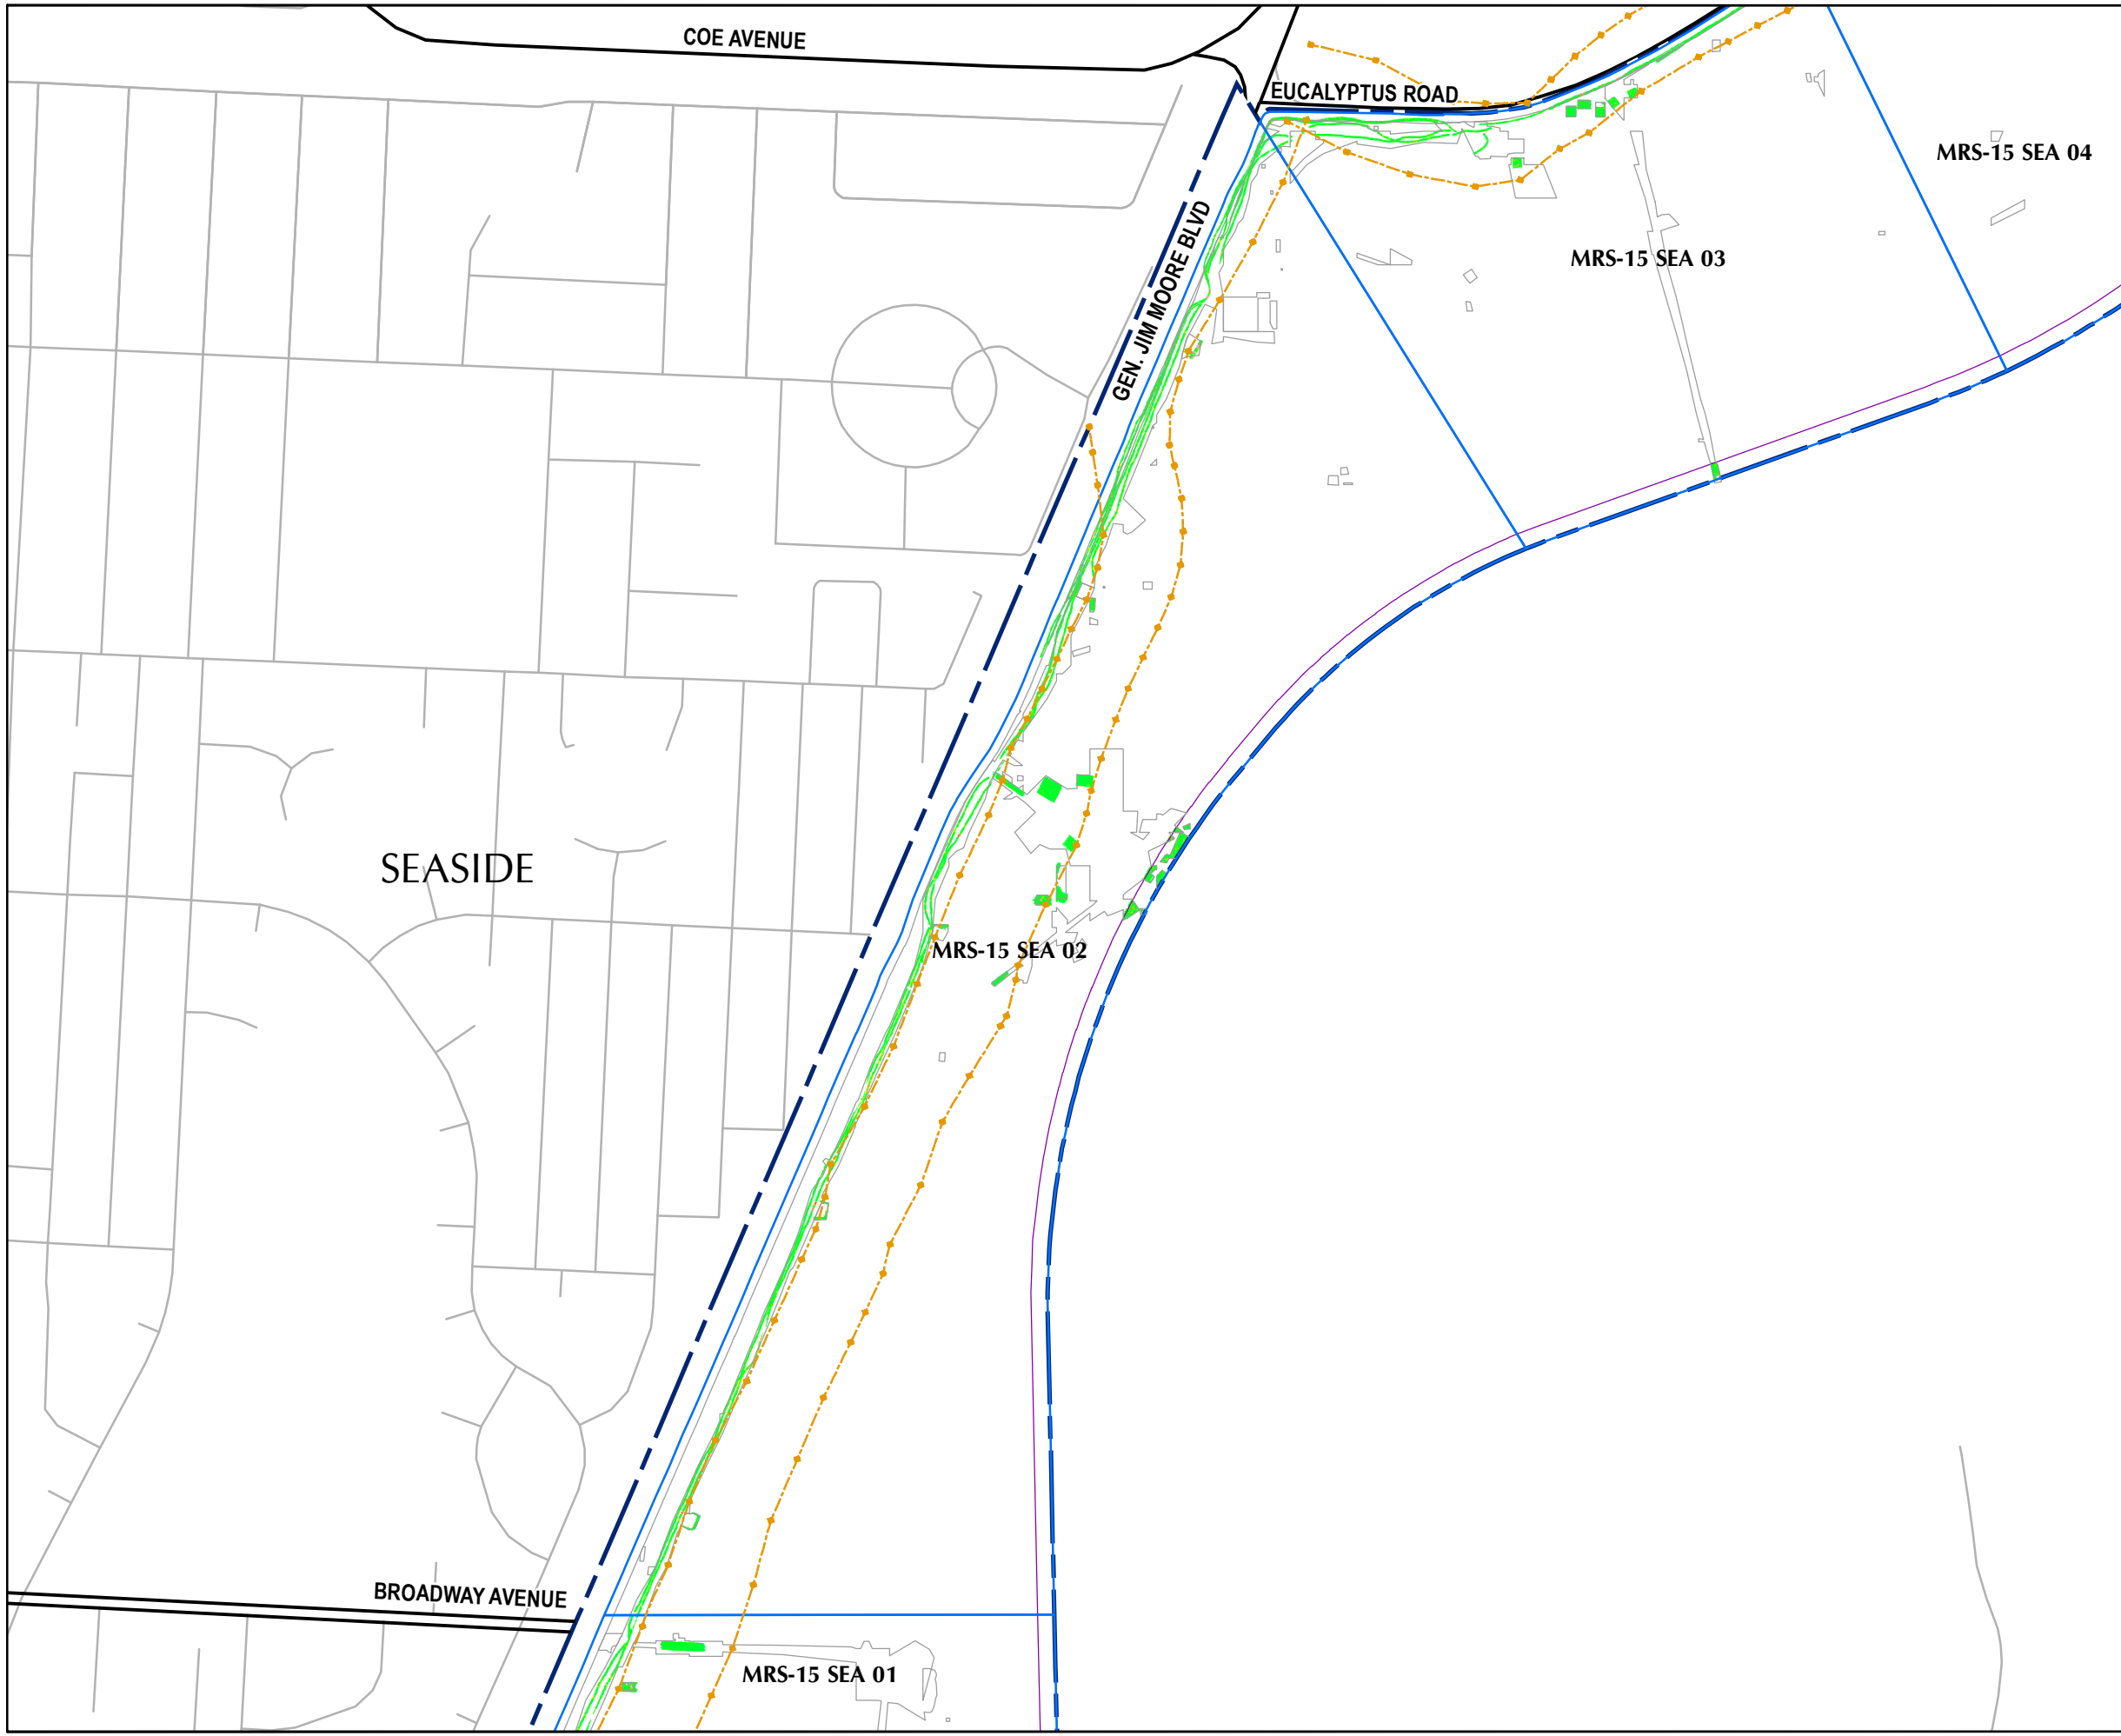 COE AVENUE
EUCALYPTUS ROAD
MRS-15 SEA 04
MRS-15 SEA 03
GEN. JIM MOORE BLVD
SEASIDE
MRS-15 SEA 02
BROADWAY AVENUE
MRS-15 SEA 01